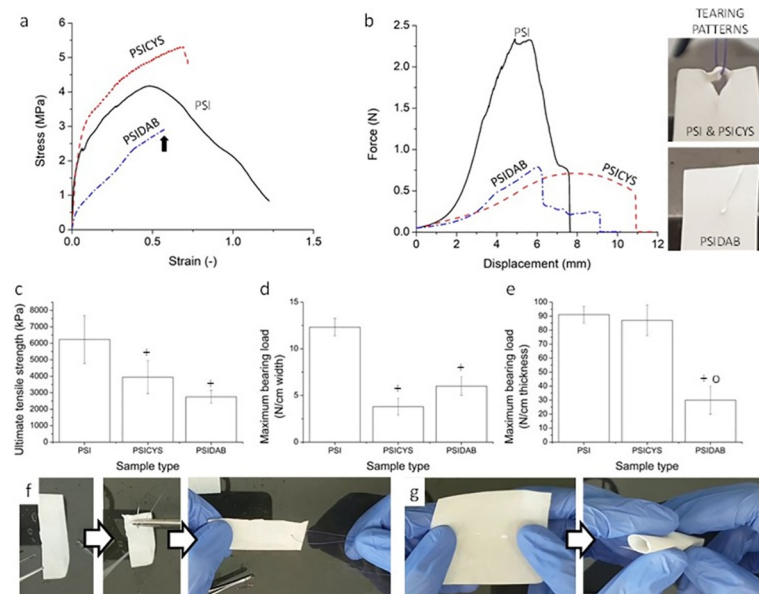 a
6
5
4
3
2
1
0
Stress (MPa)
PSICYS
PSI
PSIDAB
0.0 0.5 1.0 1.5
Strain (-)
b
2.5
2.0
1.5
1.0
0.5
0.0
Force (N)
PSI
PSIDAB
PSICYS
0 2 4 6 8 10 12
Displacement (mm)
TEARING
PATTERNS
PSI & PSICYS
PSIDAB
c
8000
7000
6000
5000
4000
3000
2000
1000
0
Ultimate tensile strength (kPa)
+
+
PSI PSICYS PSIDAB
Sample type
d
15
12
9
6
3
0
Maximum bearing load
(N/cm width)
+
+
PSI PSICYS PSIDAB
Sample type
e
100
90
80
70
60
50
40
30
20
10
0
Maximum bearing load
(N/cm thickness)
+ o
PSI PSICYS PSIDAB
Sample type
f
g